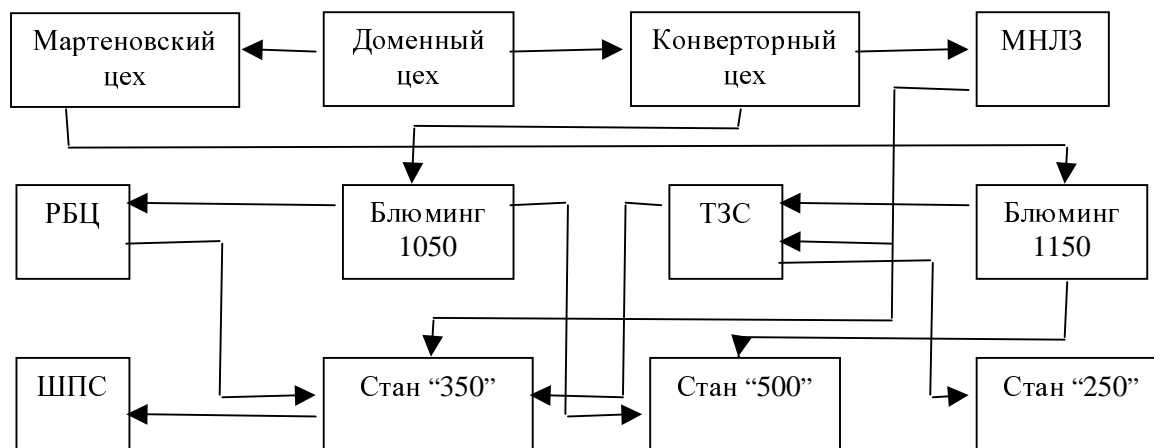 Мартеновский
цех
Доменный
цех
Конверторный
цех
МНЛЗ
РБЦ
Блюминг
1050
ТЗС
Блюминг
1150
ШПС
Стан “350”
Стан “500”
Стан “250”